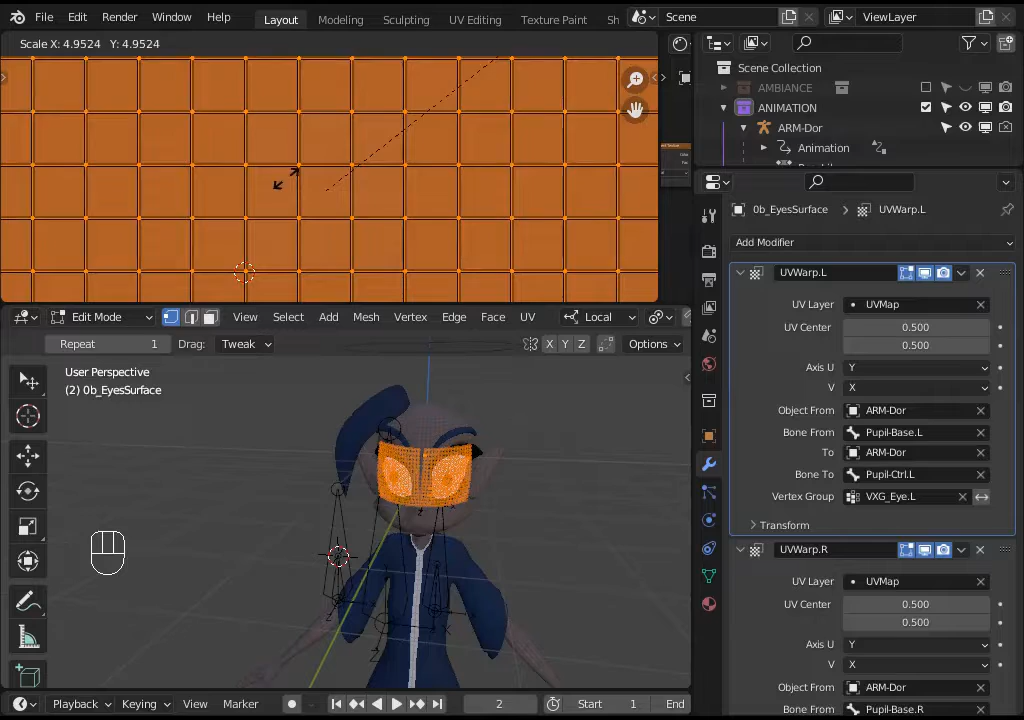 File Edit Render Window Help Layout Modeling Sculpting UV Editing Texture Paint Sh Scene ViewLayer
Scale X: 4.9524 Y: 4.9524
Scene Collection
AMBIANCE
ANIMATION
ARM-Dor
Animation
0b_EyesSurface > UVWarp.L
Add Modifier
UVWarp.L
UV Layer UVMap
UV Center 0.500
0.500
Axis U Y
V X
Object From ARM-Dor
Bone From Pupil-Base.L
To ARM-Dor
Bone To Pupil-Ctrl.L
Vertex Group VXG_Eye.L
Transform
UVWarp.R
UV Layer UVMap
UV Center 0.500
0.500
Axis U Y
V X
Object From ARM-Dor
Bone From Pupil-Base.R
Edit Mode View Select Add Mesh Vertex Edge Face UV Local
Repeat 1 Drag: Tweak X Y Z Options
User Perspective
(2) 0b_EyesSurface
Playback Keying View Marker 2 Start 1 End